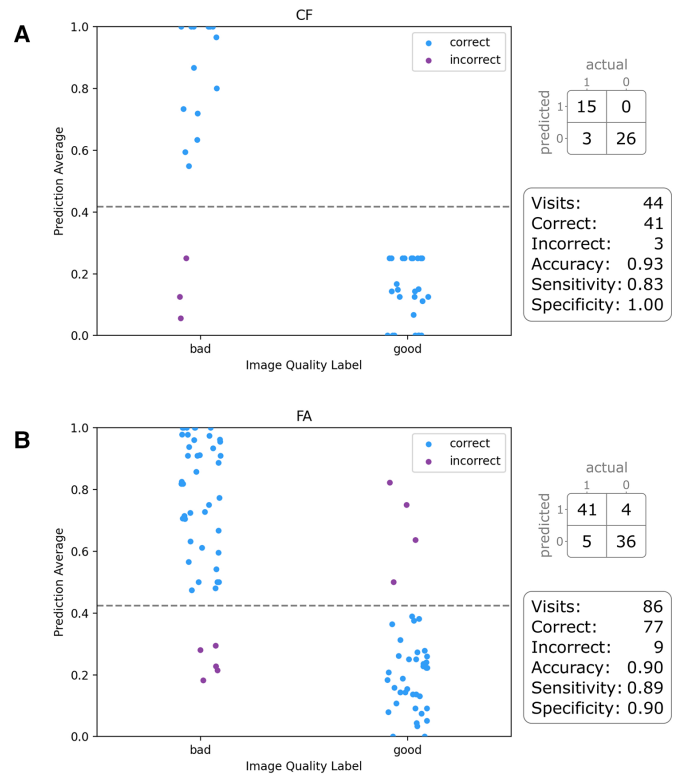 A
CF
1.0
0.8
0.6
0.4
0.2
0.0
Prediction Average
correct
incorrect
bad
good
Image Quality Label
actual
1 0
predicted
1 15 0
0 3 26
Visits: 44
Correct: 41
Incorrect: 3
Accuracy: 0.93
Sensitivity: 0.83
Specificity: 1.00
B
FA
1.0
0.8
0.6
0.4
0.2
0.0
Prediction Average
correct
incorrect
bad
good
Image Quality Label
actual
1 0
predicted
1 41 4
0 5 36
Visits: 86
Correct: 77
Incorrect: 9
Accuracy: 0.90
Sensitivity: 0.89
Specificity: 0.90